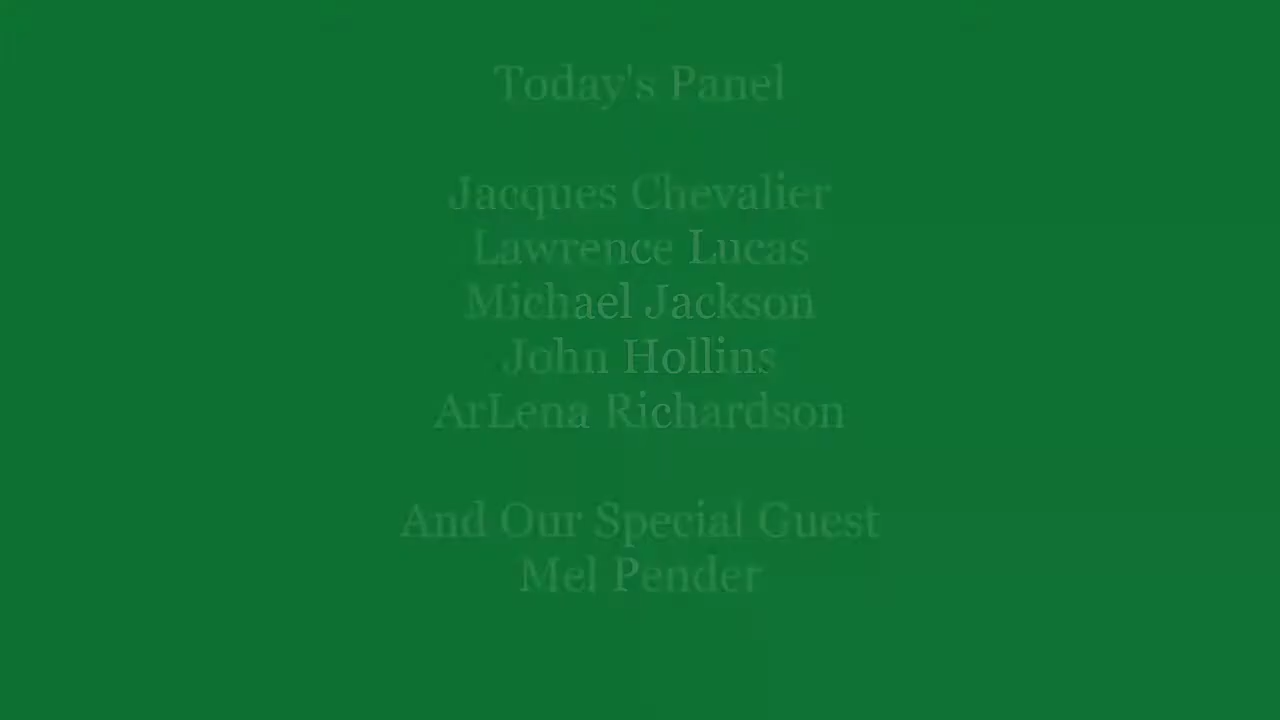 Today's Panel
Jacques Chevalier
Lawrence Lucas
Michael Jackson
John Hollins
ArLena Richardson
And Our Special Guest
Mel Pender